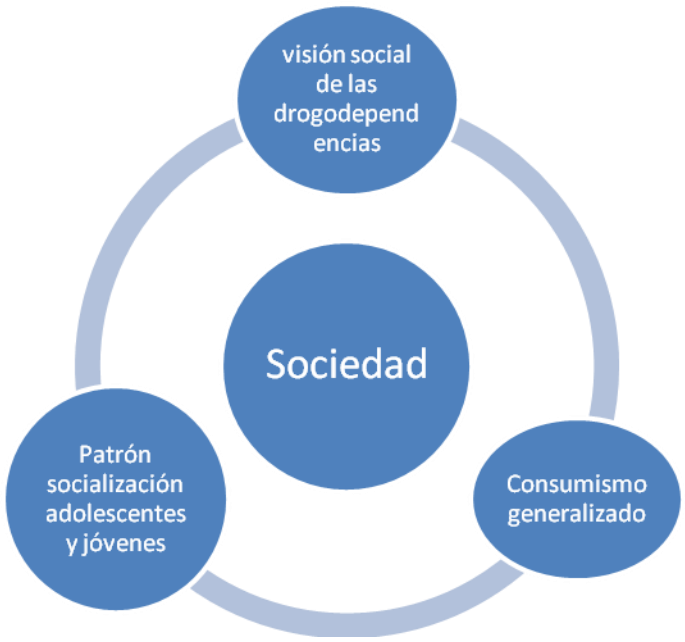 visión social
de las
drogodepend
encias
Sociedad
Patrón
socialización
adolescentes
y jóvenes
Consumismo
generalizado